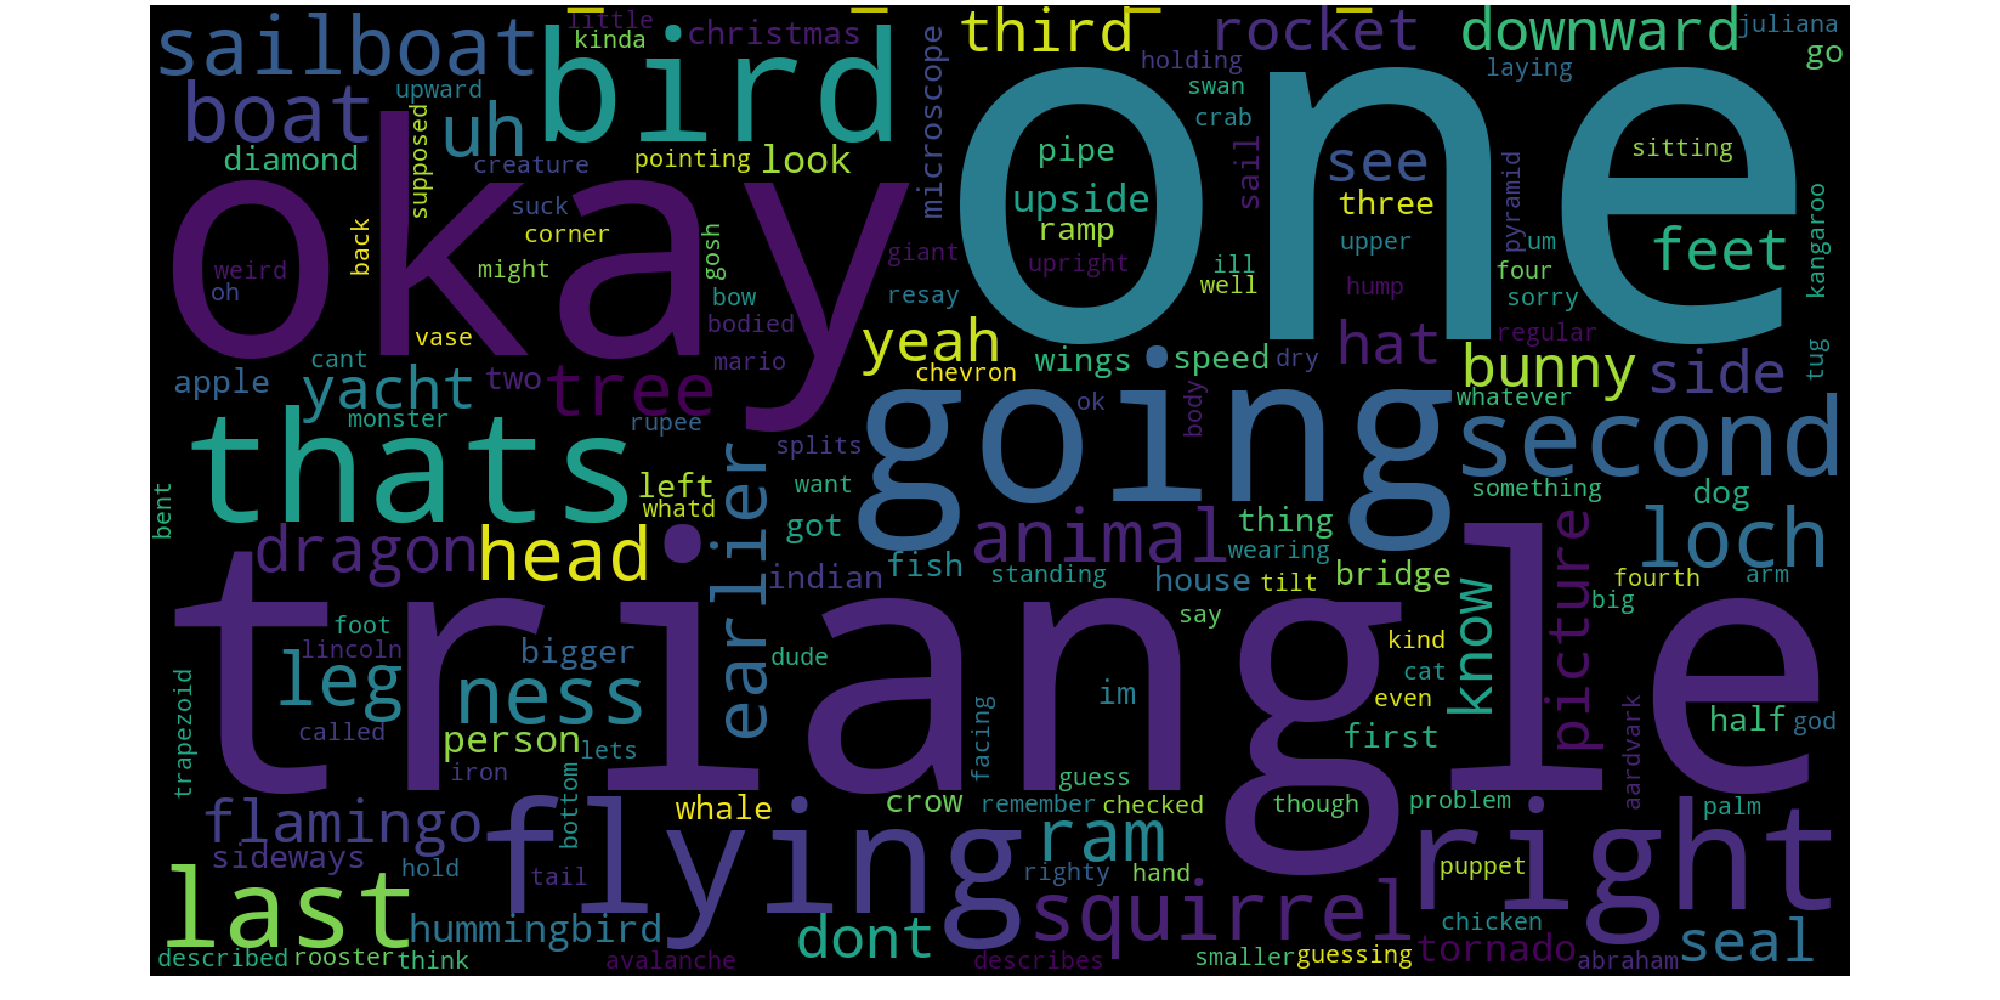 little
christmas
third
rocket
downward
juliana
sailboat
kinda
bird
holding
laying
go
boat
upward
uh
microscope
swan
one
diamond
supposed
creature
pointing
look
okay
crab
pipe
sail
see
sitting
suck
upside
three
pyramid
feet
kangaroo
back
corner
gosh
ramp
upper
um
weird
might
giant
upright
ill
four
oh
bow
resay
well
hump
sorry
vase
bodied
yeah
hat
regular
cant
mario
wings
speed
dry
bunny
side
tug
apple
yacht
two
tree
chevron
monster
rupee
ok
body
whatever
thats
splits
going
second
bent
left
earlier
want
something
dog
whatd
got
thing
picture
loch
dragon
head
animal
wearing
indian
fish
standing
house
tilt
bridge
fourth
arm
triangle
say
know
big
foot
lincoln
bigger
dude
kind
leg
ness
im
cat
trapezoid
even
called
person
lets
facing
first
aardvark
half
god
iron
bottom
guess
flamingo
flying
whale
crow
remember
checked
though
problem
palm
sideways
hold
ram
right
tail
righty
hand
puppet
last
hummingbird
dont
squirrel
chicken
seal
described
rooster
think
avalanche
describes
smaller
guessing
tornado
abraham